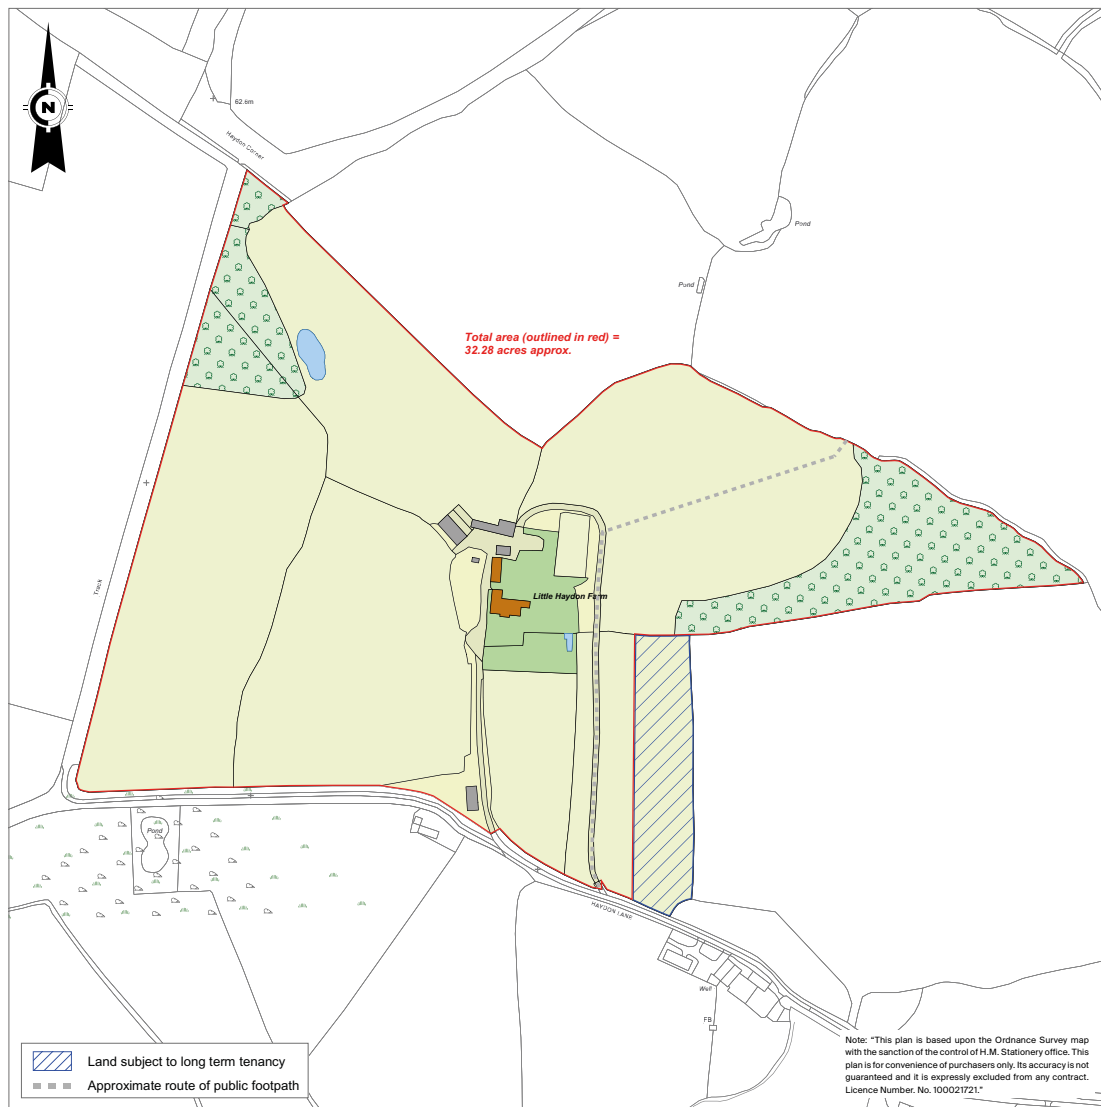 N
62.6m
Haydon Corner
Pond
Pond
Total area (outlined in red) =
32.28 acres approx.
Track
Little Haydon Farm
Pond
HAYDON LANE
Well
FB
Land subject to long term tenancy
Approximate route of public footpath
Note: “This plan is based upon the Ordnance Survey map
with the sanction of the control of H.M. Stationery office. This
plan is for convenience of purchasers only. Its accuracy is not
guaranteed and it is expressly excluded from any contract.
Licence Number. No. 100021721.”